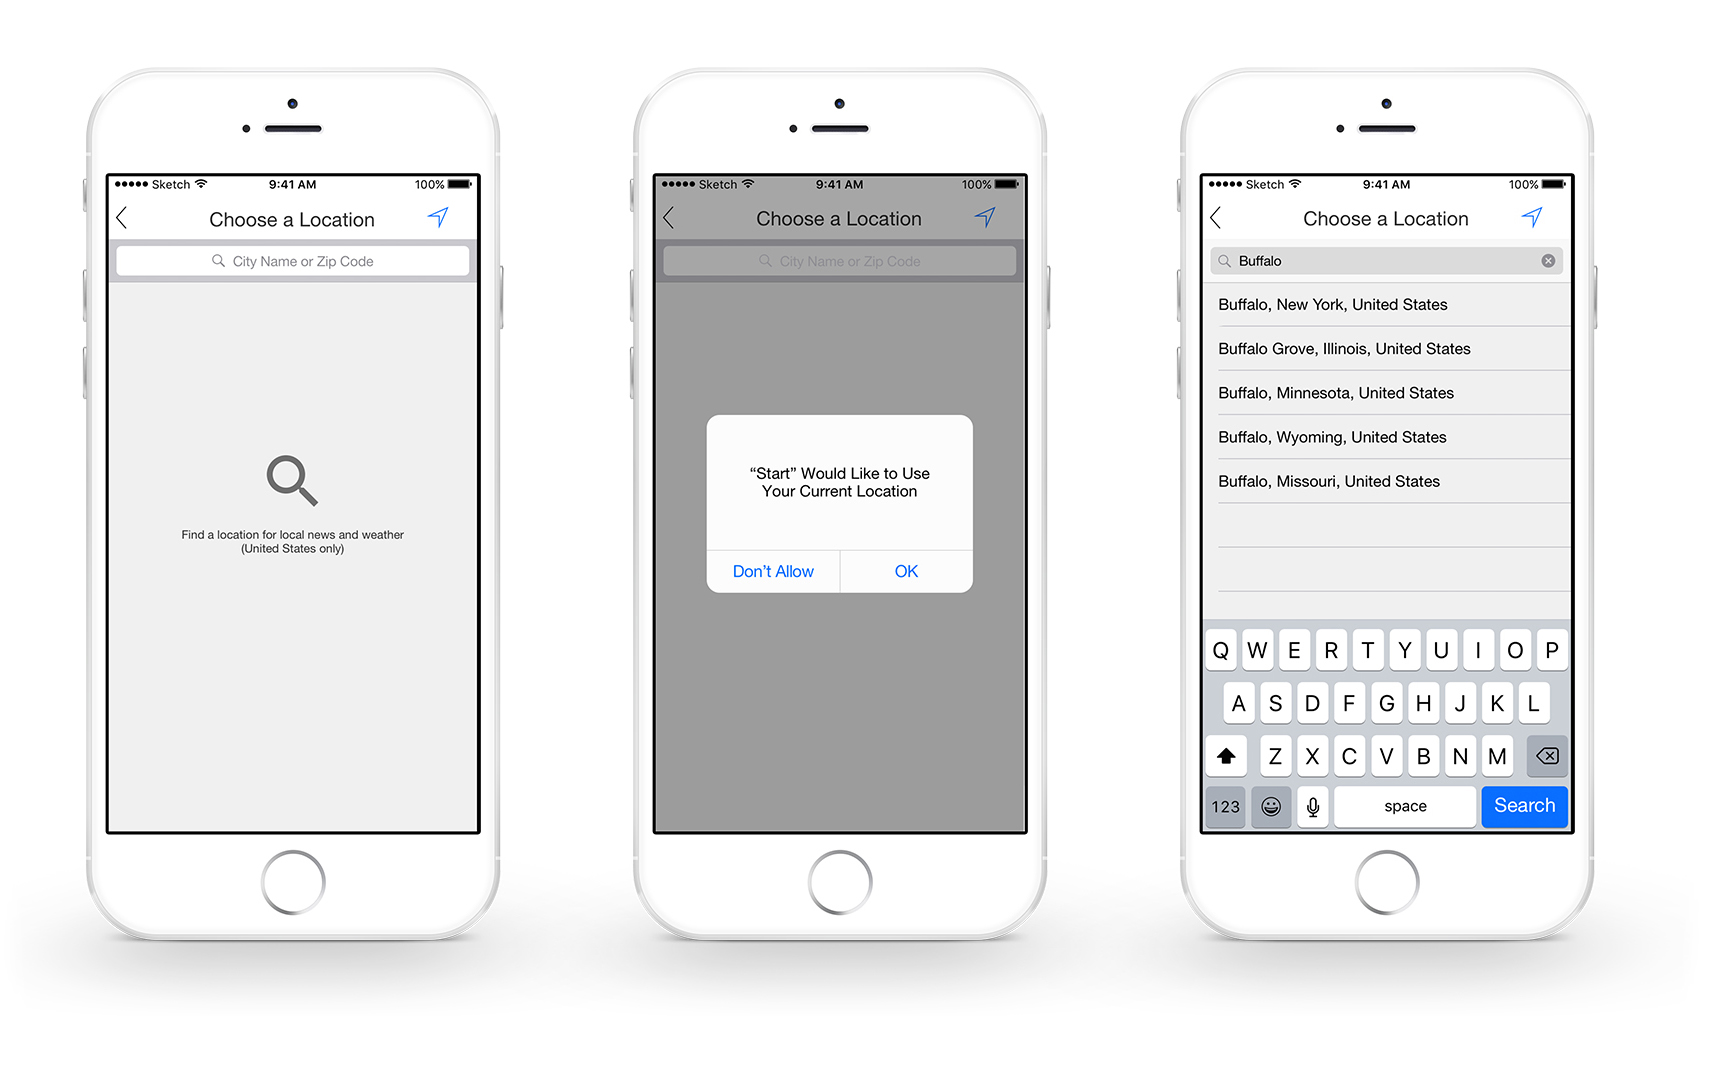 Sketch 9:41 AM 100%
Choose a Location
City Name or Zip Code
Find a location for local news and weather
(United States only)
Sketch 9:41 AM 100%
Choose a Location
City Name or Zip Code
“Start” Would Like to Use
Your Current Location
Don’t Allow OK
Sketch 9:41 AM 100%
Choose a Location
Buffalo
Buffalo, New York, United States
Buffalo Grove, Illinois, United States
Buffalo, Minnesota, United States
Buffalo, Wyoming, United States
Buffalo, Missouri, United States
Q W E R T Y U I O P
A S D F G H J K L
Z X C V B N M
123 space Search